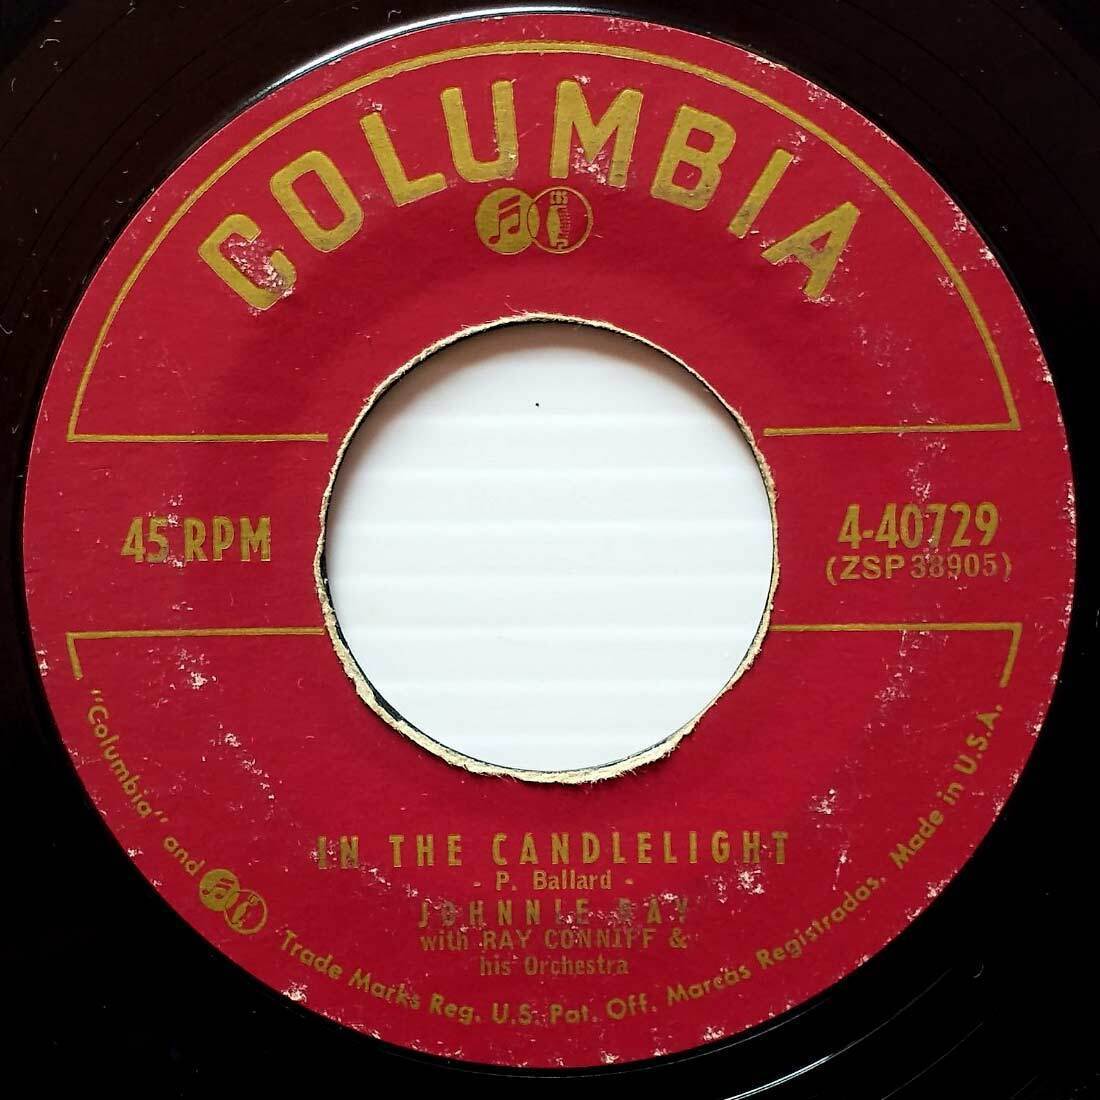 COLUMBIA
CBS
45 RPM
4-40729
(ZSP 38905)
IN THE CANDLELIGHT
- P. Ballard -
JOHNNIE RAY
with RAY CONNIFF &
his Orchestra
"Columbia" and Trade Marks Reg. U.S. Pat. Off. Marcas Registradas. Made in U.S.A.